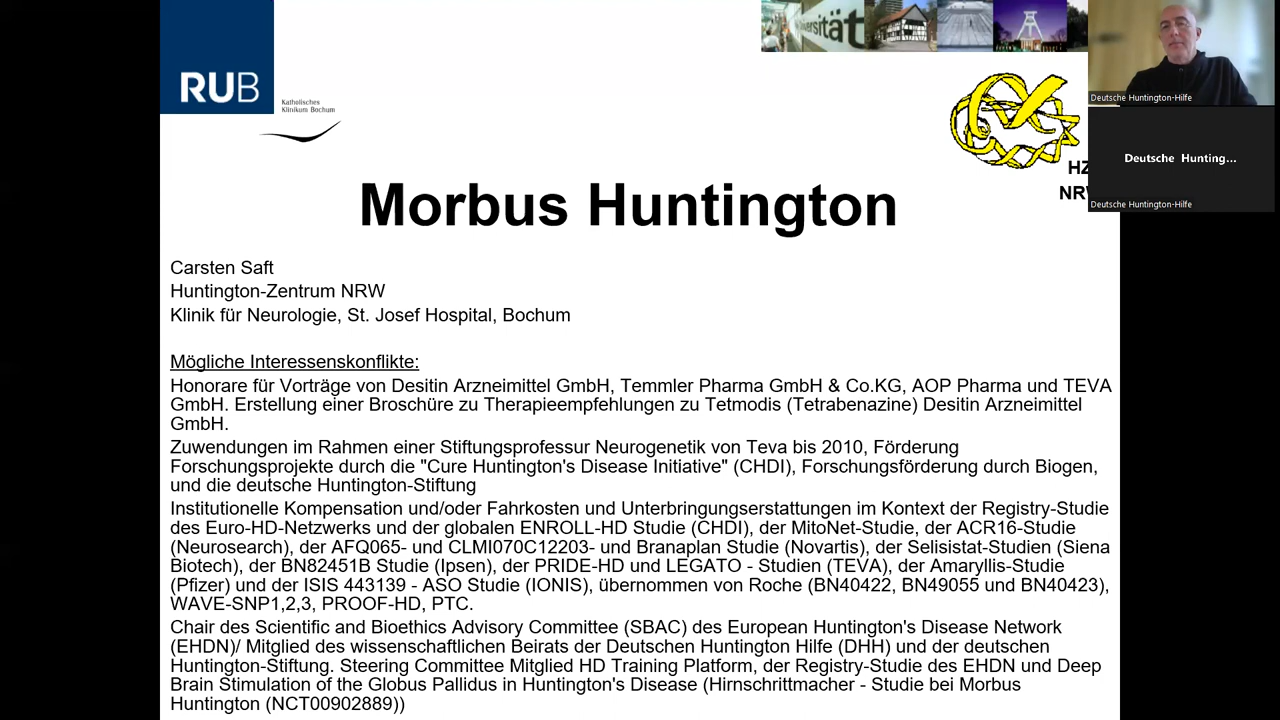 RUB
Katholisches
Klinikum Bochum
iversität
Deutsche Huntington-Hilfe
Deutsche Hunting...
Deutsche Huntington-Hilfe
HZ
NRW
Morbus Huntington
Carsten Saft
Huntington-Zentrum NRW
Klinik für Neurologie, St. Josef Hospital, Bochum
Mögliche Interessenskonflikte:
Honorare für Vorträge von Desitin Arzneimittel GmbH, Temmler Pharma GmbH & Co.KG, AOP Pharma und TEVA
GmbH. Erstellung einer Broschüre zu Therapieempfehlungen zu Tetmodis (Tetrabenazine) Desitin Arzneimittel
GmbH.
Zuwendungen im Rahmen einer Stiftungsprofessur Neurogenetik von Teva bis 2010, Förderung
Forschungsprojekte durch die "Cure Huntington's Disease Initiative" (CHDI), Forschungsförderung durch Biogen,
und die deutsche Huntington-Stiftung
Institutionelle Kompensation und/oder Fahrkosten und Unterbringungserstattungen im Kontext der Registry-Studie
des Euro-HD-Netzwerks und der globalen ENROLL-HD Studie (CHDI), der MitoNet-Studie, der ACR16-Studie
(Neurosearch), der AFQ065- und CLMI070C12203- und Branaplan Studie (Novartis), der Selisistat-Studien (Siena
Biotech), der BN82451B Studie (Ipsen), der PRIDE-HD und LEGATO - Studien (TEVA), der Amaryllis-Studie
(Pfizer) und der ISIS 443139 - ASO Studie (IONIS), übernommen von Roche (BN40422, BN49055 und BN40423),
WAVE-SNP1,2,3, PROOF-HD, PTC.
Chair des Scientific and Bioethics Advisory Committee (SBAC) des European Huntington's Disease Network
(EHDN)/ Mitglied des wissenschaftlichen Beirats der Deutschen Huntington Hilfe (DHH) und der deutschen
Huntington-Stiftung. Steering Committee Mitglied HD Training Platform, der Registry-Studie des EHDN und Deep
Brain Stimulation of the Globus Pallidus in Huntington's Disease (Hirnschrittmacher - Studie bei Morbus
Huntington (NCT00902889))